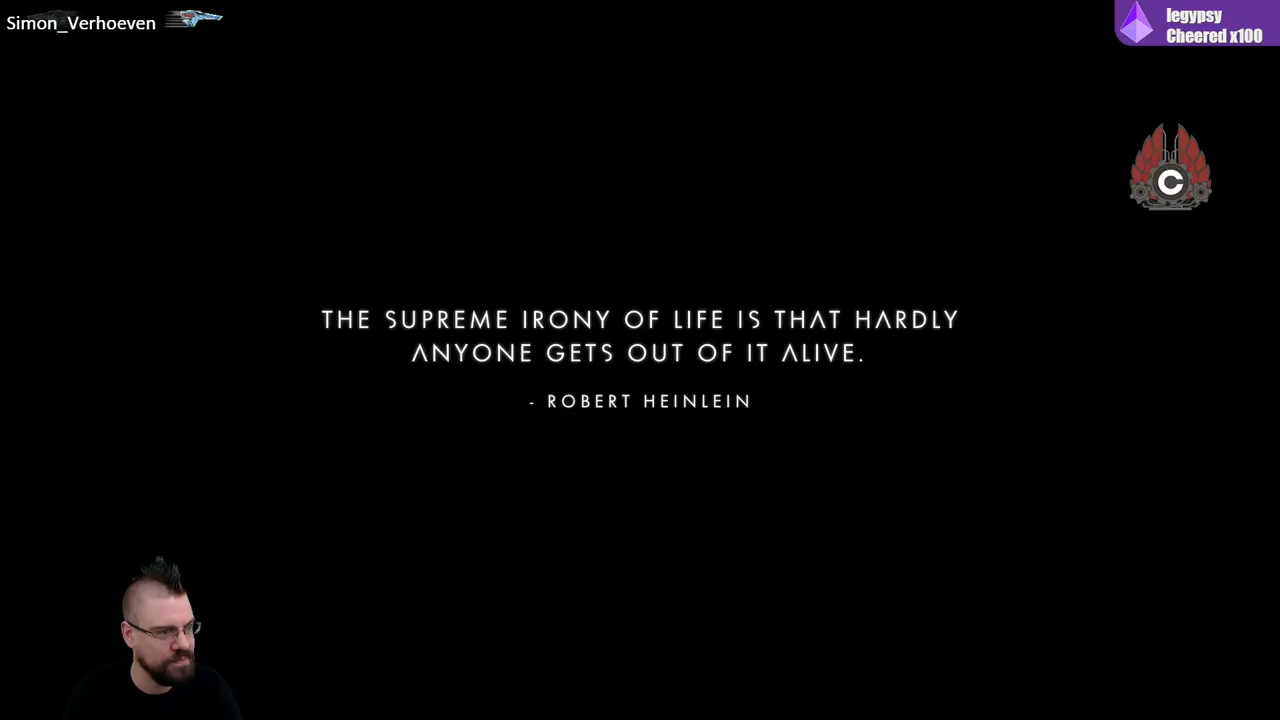 Simon_Verhoeven
legypsy
Cheered x100
C
THE SUPREME IRONY OF LIFE IS THAT HARDLY
ANYONE GETS OUT OF IT ALIVE.
- ROBERT HEINLEIN